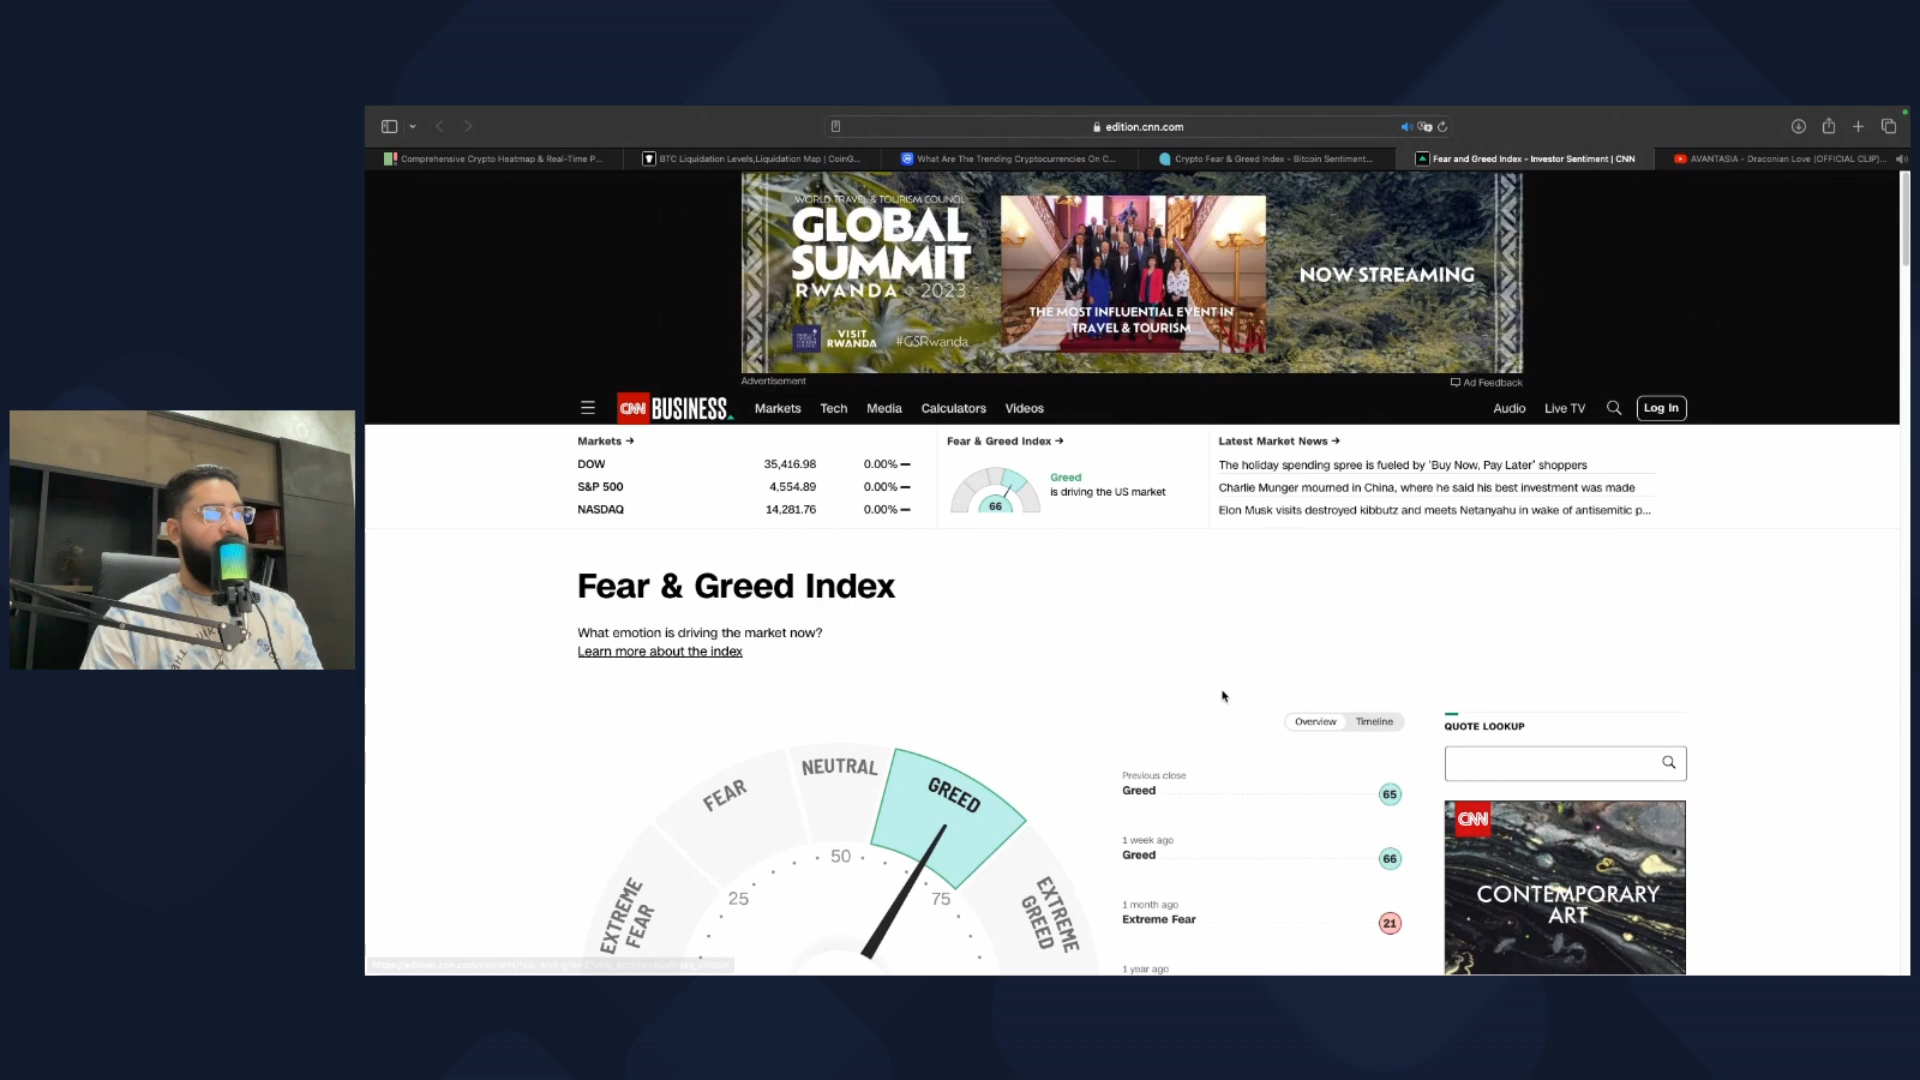 edition.cnn.com
Comprehensive Crypto Heatmap & Real-Time P...
BTC Liquidation Levels,Liquidation Map | CoinG...
What Are The Trending Cryptocurrencies On C...
Crypto Fear & Greed Index - Bitcoin Sentiment...
Fear and Greed Index - Investor Sentiment | CNN
AVANTASIA - Draconian Love (OFFICIAL CLIP)...
WORLD TRAVEL & TOURISM COUNCIL
GLOBAL
SUMMIT
RWANDA 2023
VISIT
RWANDA
#GSRwanda
THE MOST INFLUENTIAL EVENT IN
TRAVEL & TOURISM
NOW STREAMING
Advertisement
Ad Feedback
CNN BUSINESS
Markets
Tech
Media
Calculators
Videos
Audio
Live TV
Log In
Markets →
DOW 35,416.98 0.00% —
S&P 500 4,554.89 0.00% —
NASDAQ 14,281.76 0.00% —
Fear & Greed Index →
66
Greed
is driving the US market
Latest Market News →
The holiday spending spree is fueled by 'Buy Now, Pay Later' shoppers
Charlie Munger mourned in China, where he said his best investment was made
Elon Musk visits destroyed kibbutz and meets Netanyahu in wake of antisemitic p...
Fear & Greed Index
What emotion is driving the market now?
Learn more about the index
Overview
Timeline
EXTREME
FEAR
FEAR
NEUTRAL
GREED
EXTREME
GREED
25
50
75
Previous close
Greed
65
1 week ago
Greed
66
1 month ago
Extreme Fear
21
1 year ago
QUOTE LOOKUP
CNN
CONTEMPORARY
ART